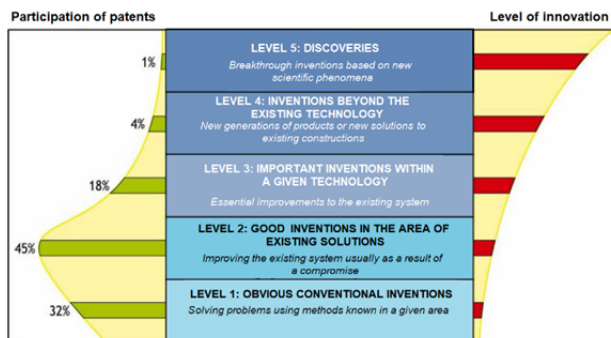 Participation of patents
Level of innovation
LEVEL 5: DISCOVERIES
Breakthrough inventions based on new
scientific phenomena
1%
LEVEL 4: INVENTIONS BEYOND THE
EXISTING TECHNOLOGY
New generations of products or new solutions to
existing constructions
4%
LEVEL 3: IMPORTANT INVENTIONS WITHIN
A GIVEN TECHNOLOGY
Essential improvements to the existing system
18%
LEVEL 2: GOOD INVENTIONS IN THE AREA OF
EXISTING SOLUTIONS
Improving the existing system usually as a result of
a compromise
45%
LEVEL 1: OBVIOUS CONVENTIONAL INVENTIONS
Solving problems using methods known in a given area
32%